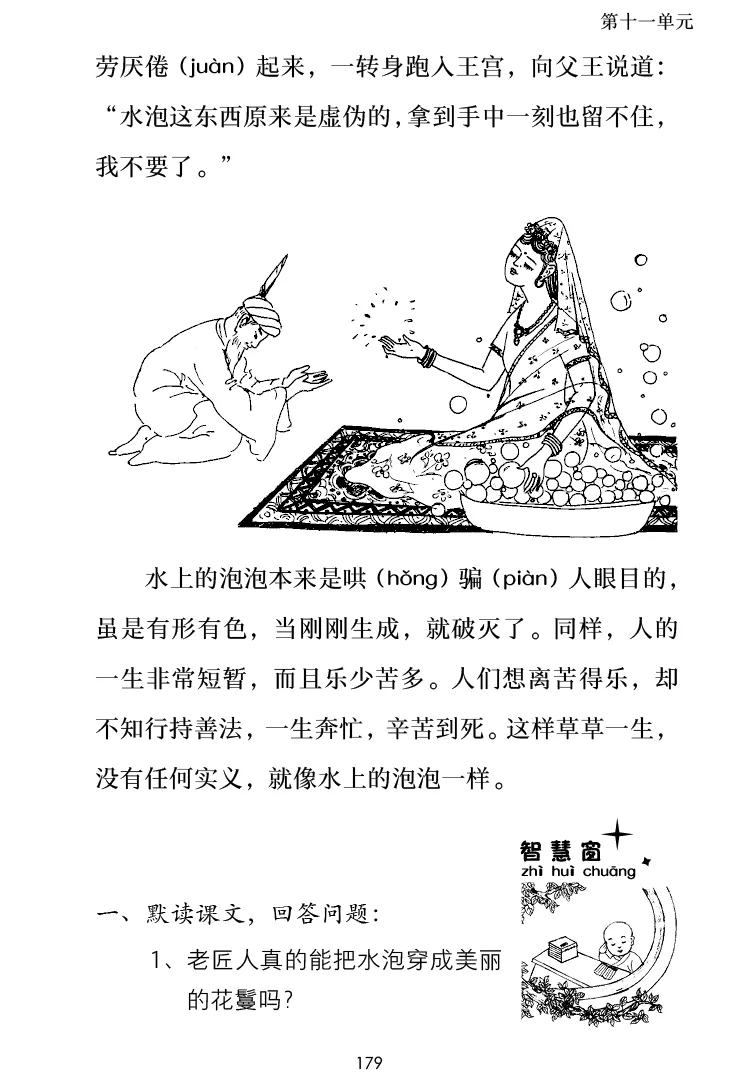 第十一单元
劳厌倦（juàn）起来，一转身跑入王宫，向父王说道：
“水泡这东西原来是虚伪的，拿到手中一刻也留不住，
我不要了。”
水上的泡泡本来是哄（hǒng）骗（piàn）人眼目的，
虽是有形有色，当刚刚生成，就破灭了。同样，人的
一生非常短暂，而且乐少苦多。人们想离苦得乐，却
不知行持善法，一生奔忙，辛苦到死。这样草草一生，
没有任何实义，就像水上的泡泡一样。
智慧窗
zhì huì chuāng
一、默读课文，回答问题：
1、老匠人真的能把水泡穿成美丽
的花鬘吗？
179